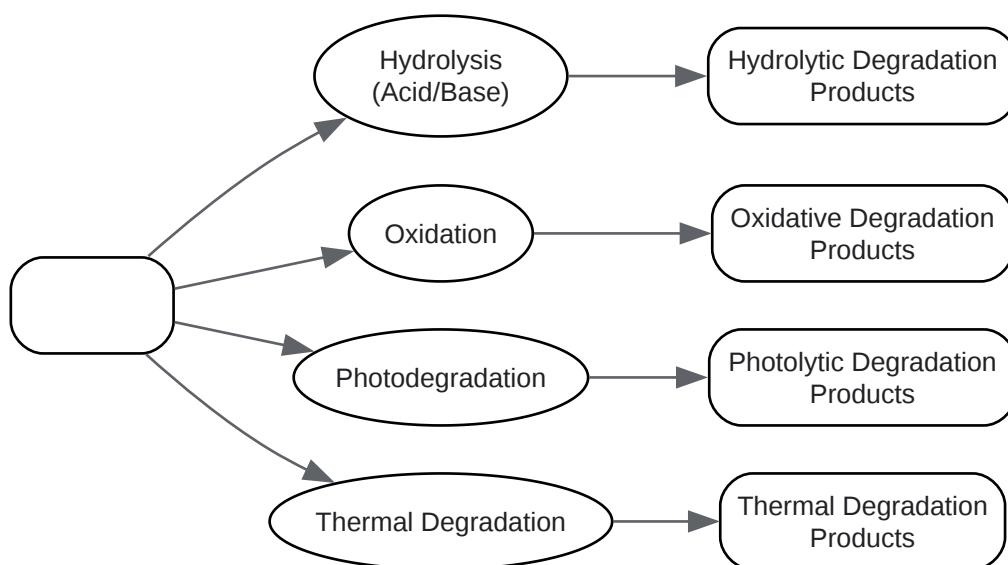 Hydrolysis
(Acid/Base)
Hydrolytic Degradation
Products
Oxidation
Oxidative Degradation
Products
Photodegradation
Photolytic Degradation
Products
Thermal Degradation
Thermal Degradation
Products